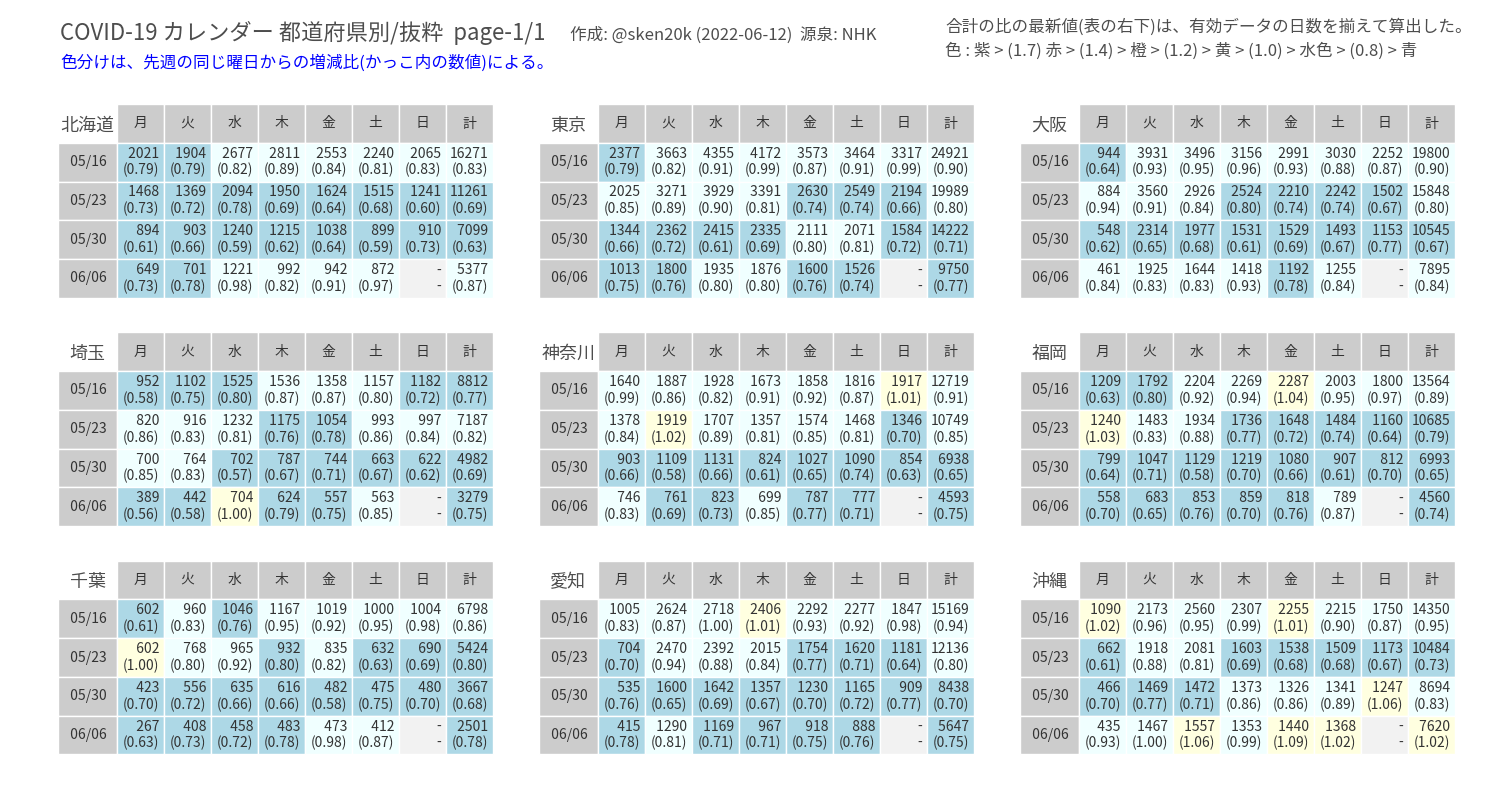 COVID-19 カレンダー 都道府県別/抜粋 page-1/1 作成: @sken20k (2022-06-12) 源泉: NHK
合計の比の最新値(表の右下)は、有効データの日数を揃えて算出した。
色分けは、先週の同じ曜日からの増減比(かっこ内の数値)による。
色 : 紫 > (1.7) 赤 > (1.4) > 橙 > (1.2) > 黄 > (1.0) > 水色 > (0.8) > 青
北海道 月 火 水 木 金 土 日 計
05/16 2021 1904 2677 2811 2553 2240 2065 16271
(0.79) (0.79) (0.82) (0.89) (0.84) (0.81) (0.83) (0.83)
05/23 1468 1369 2094 1950 1624 1515 1241 11261
(0.73) (0.72) (0.78) (0.69) (0.64) (0.68) (0.60) (0.69)
05/30 894 903 1240 1215 1038 899 910 7099
(0.61) (0.66) (0.59) (0.62) (0.64) (0.59) (0.73) (0.63)
06/06 649 701 1221 992 942 872 - 5377
(0.73) (0.78) (0.98) (0.82) (0.91) (0.97) - (0.87)
東京 月 火 水 木 金 土 日 計
05/16 2377 3663 4355 4172 3573 3464 3317 24921
(0.79) (0.82) (0.91) (0.99) (0.87) (0.91) (0.99) (0.90)
05/23 2025 3271 3929 3391 2630 2549 2194 19989
(0.85) (0.89) (0.90) (0.81) (0.74) (0.74) (0.66) (0.80)
05/30 1344 2362 2415 2335 2111 2071 1584 14222
(0.66) (0.72) (0.61) (0.69) (0.80) (0.81) (0.72) (0.71)
06/06 1013 1800 1935 1876 1600 1526 - 9750
(0.75) (0.76) (0.80) (0.80) (0.76) (0.74) - (0.77)
大阪 月 火 水 木 金 土 日 計
05/16 944 3931 3496 3156 2991 3030 2252 19800
(0.64) (0.93) (0.95) (0.96) (0.93) (0.88) (0.87) (0.90)
05/23 884 3560 2926 2524 2210 2242 1502 15848
(0.94) (0.91) (0.84) (0.80) (0.74) (0.74) (0.67) (0.80)
05/30 548 2314 1977 1531 1529 1493 1153 10545
(0.62) (0.65) (0.68) (0.61) (0.69) (0.67) (0.77) (0.67)
06/06 461 1925 1644 1418 1192 1255 - 7895
(0.84) (0.83) (0.83) (0.93) (0.78) (0.84) - (0.84)
埼玉 月 火 水 木 金 土 日 計
05/16 952 1102 1525 1536 1358 1157 1182 8812
(0.58) (0.75) (0.80) (0.87) (0.87) (0.80) (0.72) (0.77)
05/23 820 916 1232 1175 1054 993 997 7187
(0.86) (0.83) (0.81) (0.76) (0.78) (0.86) (0.84) (0.82)
05/30 700 764 702 787 744 663 622 4982
(0.85) (0.83) (0.57) (0.67) (0.71) (0.67) (0.62) (0.69)
06/06 389 442 704 624 557 563 - 3279
(0.56) (0.58) (1.00) (0.79) (0.75) (0.85) - (0.75)
神奈川 月 火 水 木 金 土 日 計
05/16 1640 1887 1928 1673 1858 1816 1917 12719
(0.99) (0.86) (0.82) (0.91) (0.92) (0.87) (1.01) (0.91)
05/23 1378 1919 1707 1357 1574 1468 1346 10749
(0.84) (1.02) (0.89) (0.81) (0.85) (0.81) (0.70) (0.85)
05/30 903 1109 1131 824 1027 1090 854 6938
(0.66) (0.58) (0.66) (0.61) (0.65) (0.74) (0.63) (0.65)
06/06 746 761 823 699 787 777 - 4593
(0.83) (0.69) (0.73) (0.85) (0.77) (0.71) - (0.75)
福岡 月 火 水 木 金 土 日 計
05/16 1209 1792 2204 2269 2287 2003 1800 13564
(0.63) (0.80) (0.92) (0.94) (1.04) (0.95) (0.97) (0.89)
05/23 1240 1483 1934 1736 1648 1484 1160 10685
(1.03) (0.83) (0.88) (0.77) (0.72) (0.74) (0.64) (0.79)
05/30 799 1047 1129 1219 1080 907 812 6993
(0.64) (0.71) (0.58) (0.70) (0.66) (0.61) (0.70) (0.65)
06/06 558 683 853 859 818 789 - 4560
(0.70) (0.65) (0.76) (0.70) (0.76) (0.87) - (0.74)
千葉 月 火 水 木 金 土 日 計
05/16 602 960 1046 1167 1019 1000 1004 6798
(0.61) (0.83) (0.76) (0.95) (0.92) (0.95) (0.98) (0.86)
05/23 602 768 965 932 835 632 690 5424
(1.00) (0.80) (0.92) (0.80) (0.82) (0.63) (0.69) (0.80)
05/30 423 556 635 616 482 475 480 3667
(0.70) (0.72) (0.66) (0.66) (0.58) (0.75) (0.70) (0.68)
06/06 267 408 458 483 473 412 - 2501
(0.63) (0.73) (0.72) (0.78) (0.98) (0.87) - (0.78)
愛知 月 火 水 木 金 土 日 計
05/16 1005 2624 2718 2406 2292 2277 1847 15169
(0.83) (0.87) (1.00) (1.01) (0.93) (0.92) (0.98) (0.94)
05/23 704 2470 2392 2015 1754 1620 1181 12136
(0.70) (0.94) (0.88) (0.84) (0.77) (0.71) (0.64) (0.80)
05/30 535 1600 1642 1357 1230 1165 909 8438
(0.76) (0.65) (0.69) (0.67) (0.70) (0.72) (0.77) (0.70)
06/06 415 1290 1169 967 918 888 - 5647
(0.78) (0.81) (0.71) (0.71) (0.75) (0.76) - (0.75)
沖縄 月 火 水 木 金 土 日 計
05/16 1090 2173 2560 2307 2255 2215 1750 14350
(1.02) (0.96) (0.95) (0.99) (1.01) (0.90) (0.87) (0.95)
05/23 662 1918 2081 1603 1538 1509 1173 10484
(0.61) (0.88) (0.81) (0.69) (0.68) (0.68) (0.67) (0.73)
05/30 466 1469 1472 1373 1326 1341 1247 8694
(0.70) (0.77) (0.71) (0.86) (0.86) (0.89) (1.06) (0.83)
06/06 435 1467 1557 1353 1440 1368 - 7620
(0.93) (1.00) (1.06) (0.99) (1.09) (1.02) - (1.02)